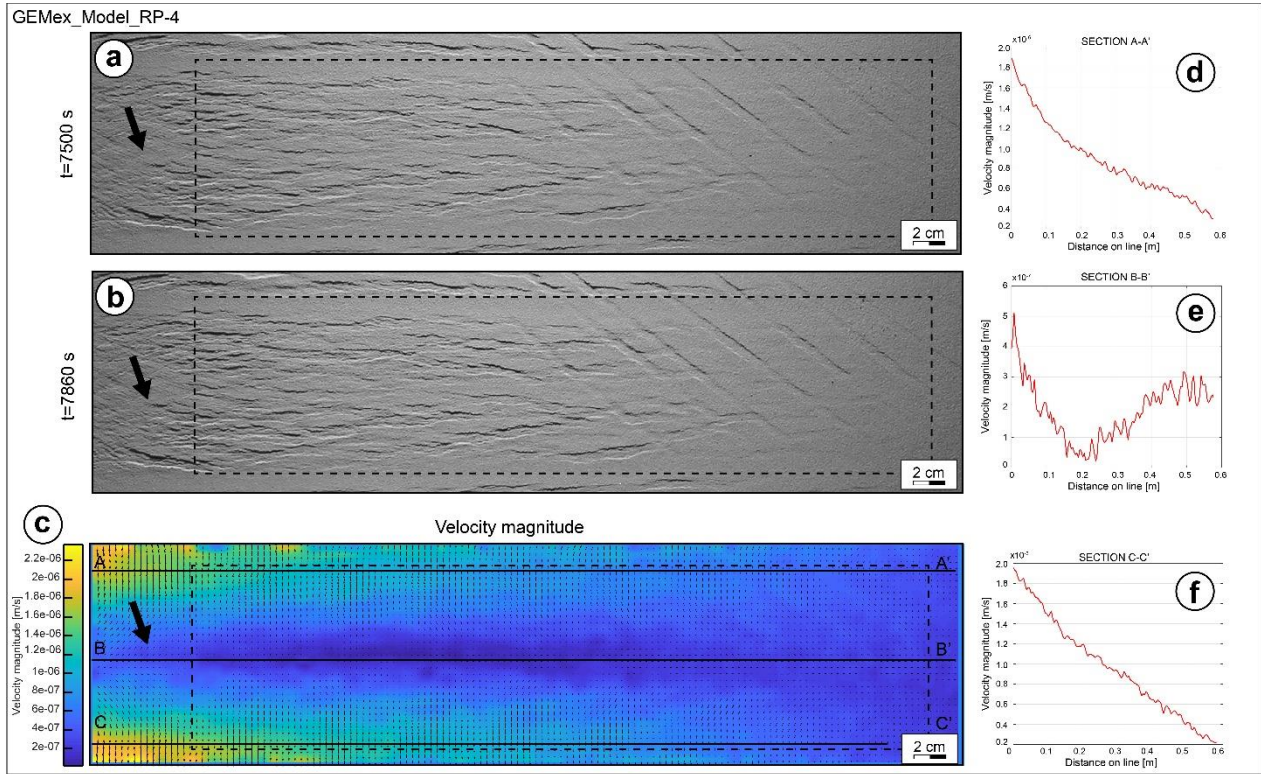 GEMex_Model_RP-4
a
t=7500 s
2 cm
b
t=7860 s
2 cm
c
Velocity magnitude
2.2e-06
2e-06
1.8e-06
1.6e-06
1.4e-06
1.2e-06
1e-06
8e-07
6e-07
4e-07
2e-07
Velocity magnitude [m/s]
A A'
B B'
C C'
2 cm
SECTION A-A'
d
2.0
1.8
1.6
1.4
1.2
1.0
0.8
0.6
0.4
0.2
Velocity magnitude [m/s]
0 0.1 0.2 0.3 0.4 0.5 0.6
Distance on line [m]
SECTION B-B'
e
6
5
4
3
2
1
0
Velocity magnitude [m/s]
0 0.1 0.2 0.3 0.4 0.5 0.6
Distance on line [m]
SECTION C-C'
f
2.0
1.8
1.6
1.4
1.2
1.0
0.8
0.6
0.4
0.2
Velocity magnitude [m/s]
0 0.1 0.2 0.3 0.4 0.5 0.6
Distance on line [m]